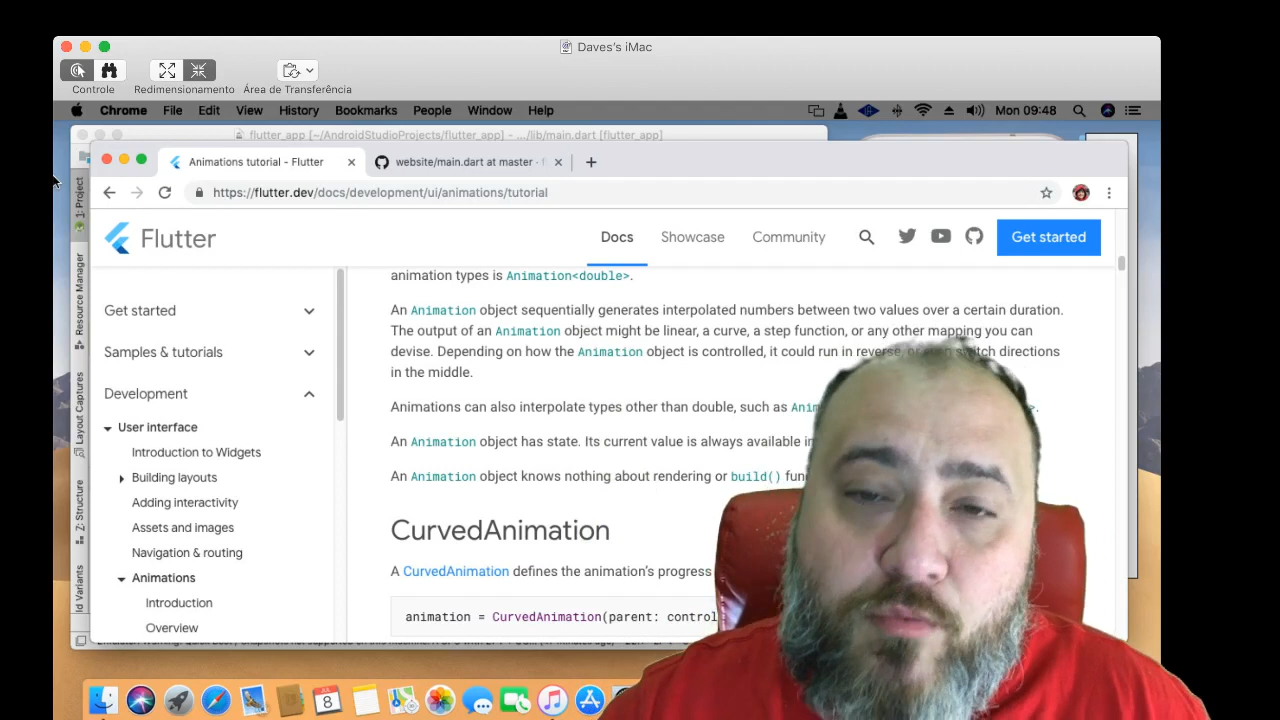 Daves's iMac
Controle
Redimensionamento
Área de Transferência
Chrome File Edit View History Bookmarks People Window Help
Mon 09:48
flutter_app [~/AndroidStudioProjects/flutter_app] - .../lib/main.dart [flutter_app]
Animations tutorial - Flutter
website/main.dart at master ·
https://flutter.dev/docs/development/ui/animations/tutorial
1: Project
Resource Manager
Layout Captures
Z: Structure
ld Variants
Flutter
Docs
Showcase
Community
Get started
Get started
Samples & tutorials
Development
User interface
Introduction to Widgets
Building layouts
Adding interactivity
Assets and images
Navigation & routing
Animations
Introduction
Overview
animation types is Animation<double>.
An Animation object sequentially generates interpolated numbers between two values over a certain duration.
The output of an Animation object might be linear, a curve, a step function, or any other mapping you can
devise. Depending on how the Animation object is controlled, it could run in reverse, or even switch directions
in the middle.
Animations can also interpolate types other than double, such as Anim
An Animation object has state. Its current value is always available in
An Animation object knows nothing about rendering or build() fun
CurvedAnimation
A CurvedAnimation defines the animation's progress
animation = CurvedAnimation(parent: control
8